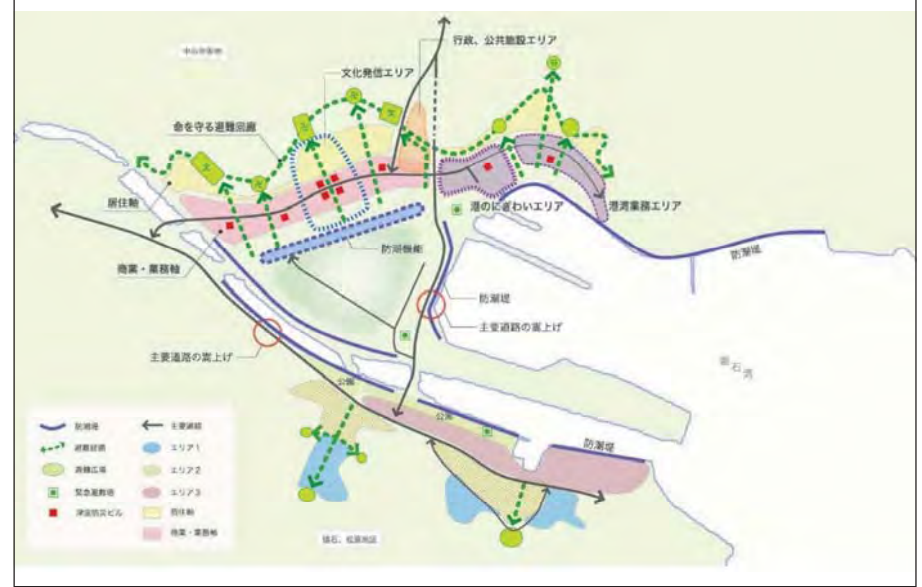 行政、公共施設エリア
文化発信エリア
命を守る避難回廊
居住軸
港のにぎわいエリア
港湾業務エリア
防潮機能
商業・業務軸
防潮堤
防潮堤
主要道路の嵩上げ
主要道路の嵩上げ
公園
公園
防潮堤
防潮堤
主要道路
避難経路
エリア1
避難広場
エリア2
緊急避難塔
エリア3
津波防災ビル
居住軸
商業・業務軸